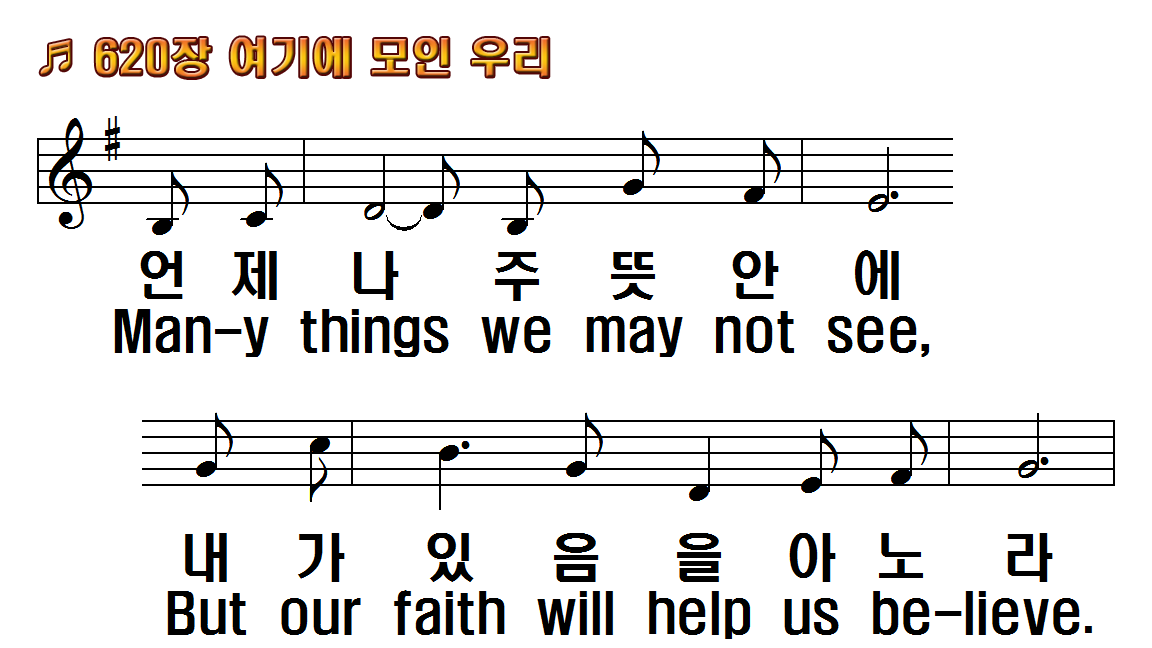 ♬ 620장 여기에 모인 우리
언 제 나 주 뜻 안 에
Man-y things we may not see,
내 가 있 음 을 아 노 라
But our faith will help us be-lieve.